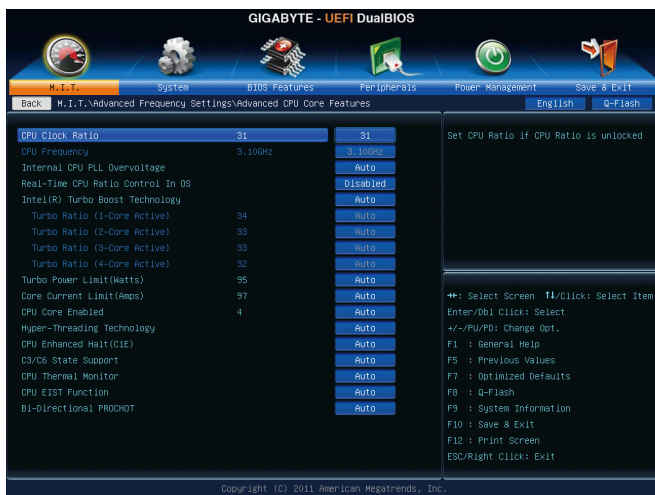 GIGABYTE - UEFI DualBIOS
M.I.T. System BIOS Features Peripherals Power Management Save & Exit
Back M.I.T.\Advanced Frequency Settings\Advanced CPU Core Features English Q-Flash
CPU Clock Ratio 31 31
CPU Frequency 3.10GHz 3.10GHz
Internal CPU PLL Overvoltage Auto
Real-Time CPU Ratio Control In OS Disabled
Intel(R) Turbo Boost Technology Auto
Turbo Ratio (1-Core Active) 34 Auto
Turbo Ratio (2-Core Active) 33 Auto
Turbo Ratio (3-Core Active) 33 Auto
Turbo Ratio (4-Core Active) 32 Auto
Turbo Power Limit(Watts) 95 Auto
Core Current Limit(Amps) 97 Auto
CPU Core Enabled 4 Auto
Hyper-Threading Technology Auto
CPU Enhanced Halt(C1E) Auto
C3/C6 State Support Auto
CPU Thermal Monitor Auto
CPU EIST Function Auto
Bi-Directional PROCHOT Auto
Set CPU Ratio if CPU Ratio is unlocked
↔: Select Screen ↑↓/Click: Select Item
Enter/Dbl Click: Select
+/-/PU/PD: Change Opt.
F1 : General Help
F5 : Previous Values
F7 : Optimized Defaults
F8 : Q-Flash
F9 : System Information
F10 : Save & Exit
F12 : Print Screen
ESC/Right Click: Exit
Copyright (C) 2011 American Megatrends, Inc.